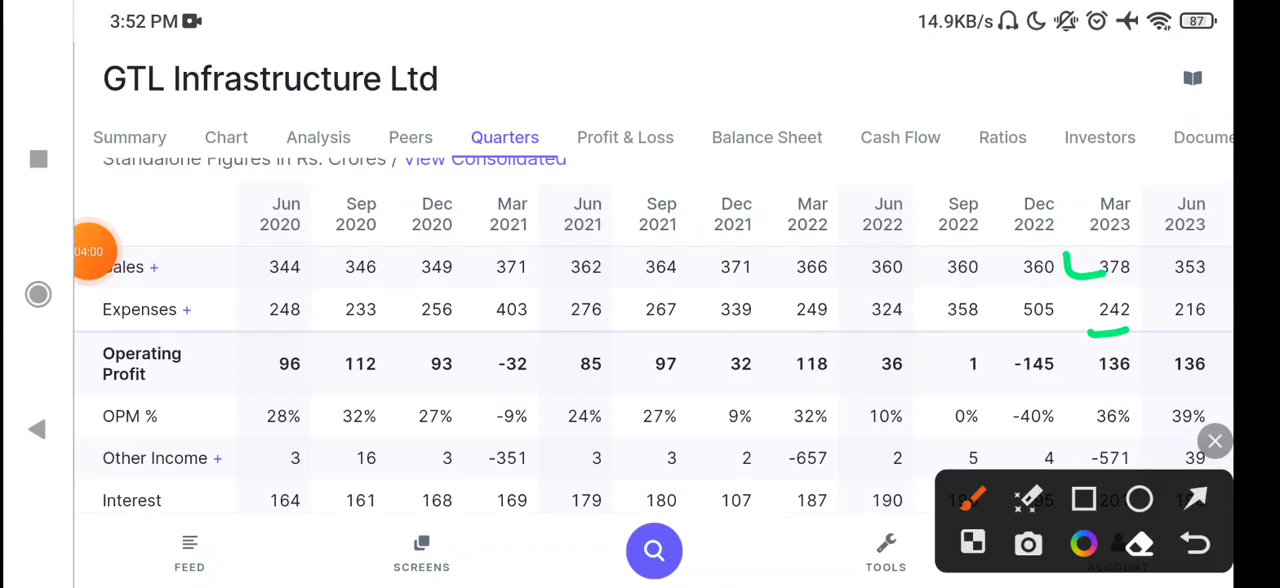 3:52 PM 14.9KB/s 87
GTL Infrastructure Ltd
Summary Chart Analysis Peers Quarters Profit & Loss Balance Sheet Cash Flow Ratios Investors Docume
Standalone Figures in Rs. Crores / View Consolidated
Jun Sep Dec Mar Jun Sep Dec Mar Jun Sep Dec Mar Jun
2020 2020 2020 2021 2021 2021 2021 2022 2022 2022 2022 2023 2023
04:00
ales + 344 346 349 371 362 364 371 366 360 360 360 378 353
Expenses + 248 233 256 403 276 267 339 249 324 358 505 242 216
Operating
Profit 96 112 93 -32 85 97 32 118 36 1 -145 136 136
OPM % 28% 32% 27% -9% 24% 27% 9% 32% 10% 0% -40% 36% 39%
Other Income + 3 16 3 -351 3 3 2 -657 2 5 4 -571 39
Interest 164 161 168 169 179 180 107 187 190
FEED SCREENS TOOLS ACCOUNT